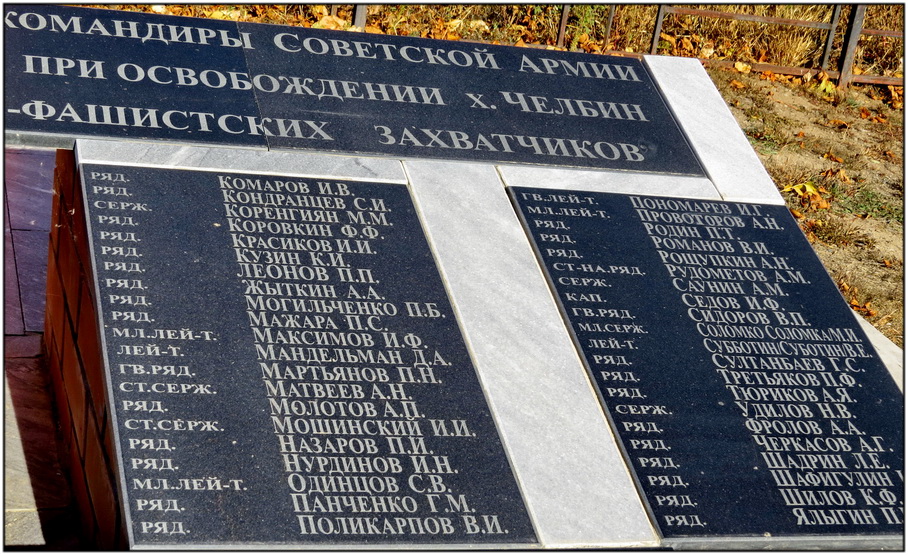 КОМАНДИРЫ СОВЕТСКОЙ АРМИИ
ПРИ ОСВОБОЖДЕНИИ х. ЧЕЛБИН
-ФАШИСТСКИХ ЗАХВАТЧИКОВ
РЯД. КОМАРОВ И.В.
РЯД. КОНДРАНЦЕВ С.И.
СЕРЖ. КОРЕНГИЯН М.М.
РЯД. КОРОВКИН Ф.Ф.
РЯД. КРАСИКОВ И.И.
РЯД. КУЗИН К.И.
РЯД. ЛЕОНОВ П.П.
РЯД. ЖЫТКИН А.А.
РЯД. МОГИЛЬЧЕНКО П.Б.
РЯД. МАЖАРА П.С.
МЛ.ЛЕЙ-Т. МАКСИМОВ И.Ф.
ЛЕЙ-Т. МАНДЕЛЬМАН Д.А.
ГВ.РЯД. МАРТЬЯНОВ П.Н.
СТ.СЕРЖ. МАТВЕЕВ А.Н.
РЯД. МОЛОТОВ А.П.
СТ.СЕРЖ. МОШИНСКИЙ И.И.
РЯД. НАЗАРОВ П.Й.
РЯД. НУРДИНОВ И.Н.
МЛ.ЛЕЙ-Т. ОДИНЦОВ С.В.
РЯД. ПАНЧЕНКО Г.М.
РЯД. ПОЛИКАРПОВ В.И.
ГВ.ЛЕЙ-Т. ПОНОМАРЕВ И.Г.
МЛ.ЛЕЙ-Т. ПРОВОТОРОВ А.Н.
РЯД. РОДИН П.Т.
РЯД. РОМАНОВ В.И.
РЯД. РОЩУПКИН А.Н.
СТ-НА.РЯД. РУДОМЕТОВ А.М.
СЕРЖ. САУНИН А.М.
КАП. СЕДОВ И.Ф.
ГВ.РЯД. СИДОРОВ В.П.
МЛ.СЕРЖ. СОЛОМКО(СОЛОМКА)М.И.
ЛЕЙ-Т. СУББОТИН(СУБОТИН)В.Е.
РЯД. СУЛТАНБАЕВ Г.С.
РЯД. ТРЕТЬЯКОВ П.Ф.
РЯД. ТЮРИКОВ А.Я.
СЕРЖ. УДИЛОВ Н.В.
РЯД. ФРОЛОВ А.А.
РЯД. ЧЕРКАСОВ А.Г.
РЯД. ШАДРИН Л.Е.
РЯД. ШАФИГУЛИН
РЯД. ШИЛОВ К.Ф.
РЯД. ЯЛЫГИН П.